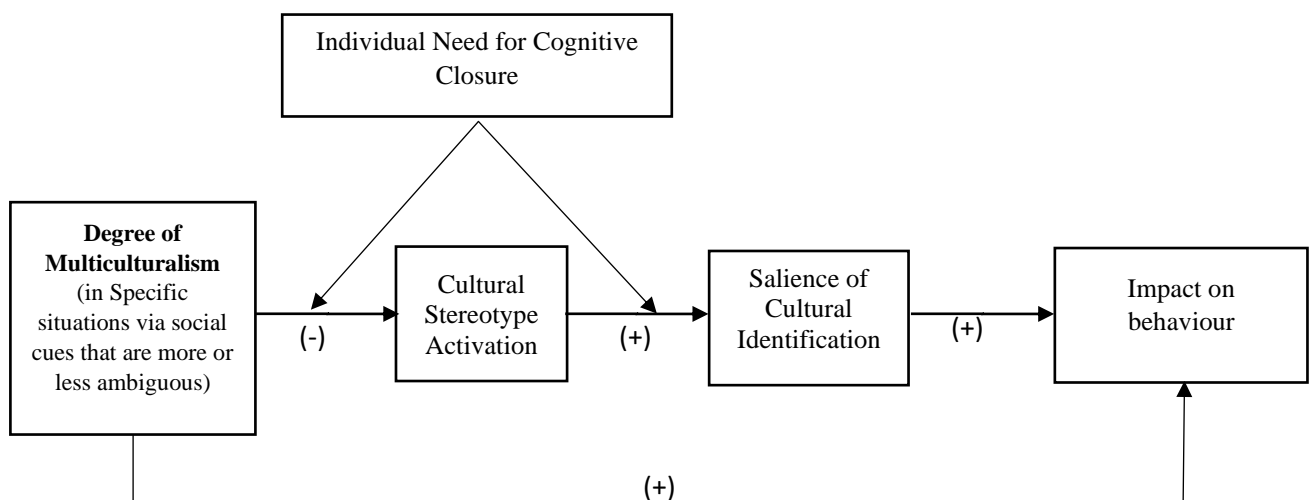 Individual Need for Cognitive
Closure
Degree of
Multiculturalism
(in Specific
situations via social
cues that are more or
less ambiguous)
(-)
Cultural
Stereotype
Activation
(+)
Salience of
Cultural
Identification
(+)
Impact on
behaviour
(+)